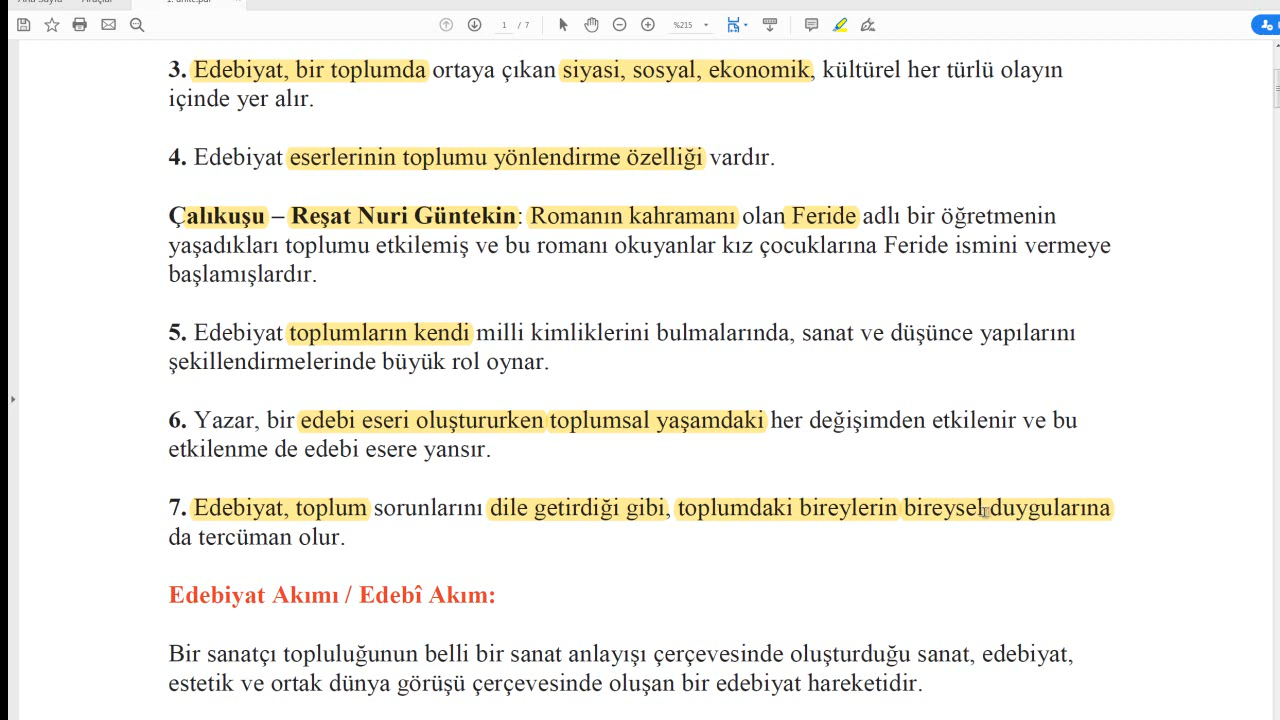 1 / 7
%215
3. Edebiyat, bir toplumda ortaya çıkan siyasi, sosyal, ekonomik, kültürel her türlü olayın
içinde yer alır.
4. Edebiyat eserlerinin toplumu yönlendirme özelliği vardır.
Çalıkuşu – Reşat Nuri Güntekin: Romanın kahramanı olan Feride adlı bir öğretmenin
yaşadıkları toplumu etkilemiş ve bu romanı okuyanlar kız çocuklarına Feride ismini vermeye
başlamışlardır.
5. Edebiyat toplumların kendi milli kimliklerini bulmalarında, sanat ve düşünce yapılarını
şekillendirmelerinde büyük rol oynar.
6. Yazar, bir edebi eseri oluştururken toplumsal yaşamdaki her değişimden etkilenir ve bu
etkilenme de edebi esere yansır.
7. Edebiyat, toplum sorunlarını dile getirdiği gibi, toplumdaki bireylerin bireysel duygularına
da tercüman olur.
Edebiyat Akımı / Edebî Akım:
Bir sanatçı topluluğunun belli bir sanat anlayışı çerçevesinde oluşturduğu sanat, edebiyat,
estetik ve ortak dünya görüşü çerçevesinde oluşan bir edebiyat hareketidir.